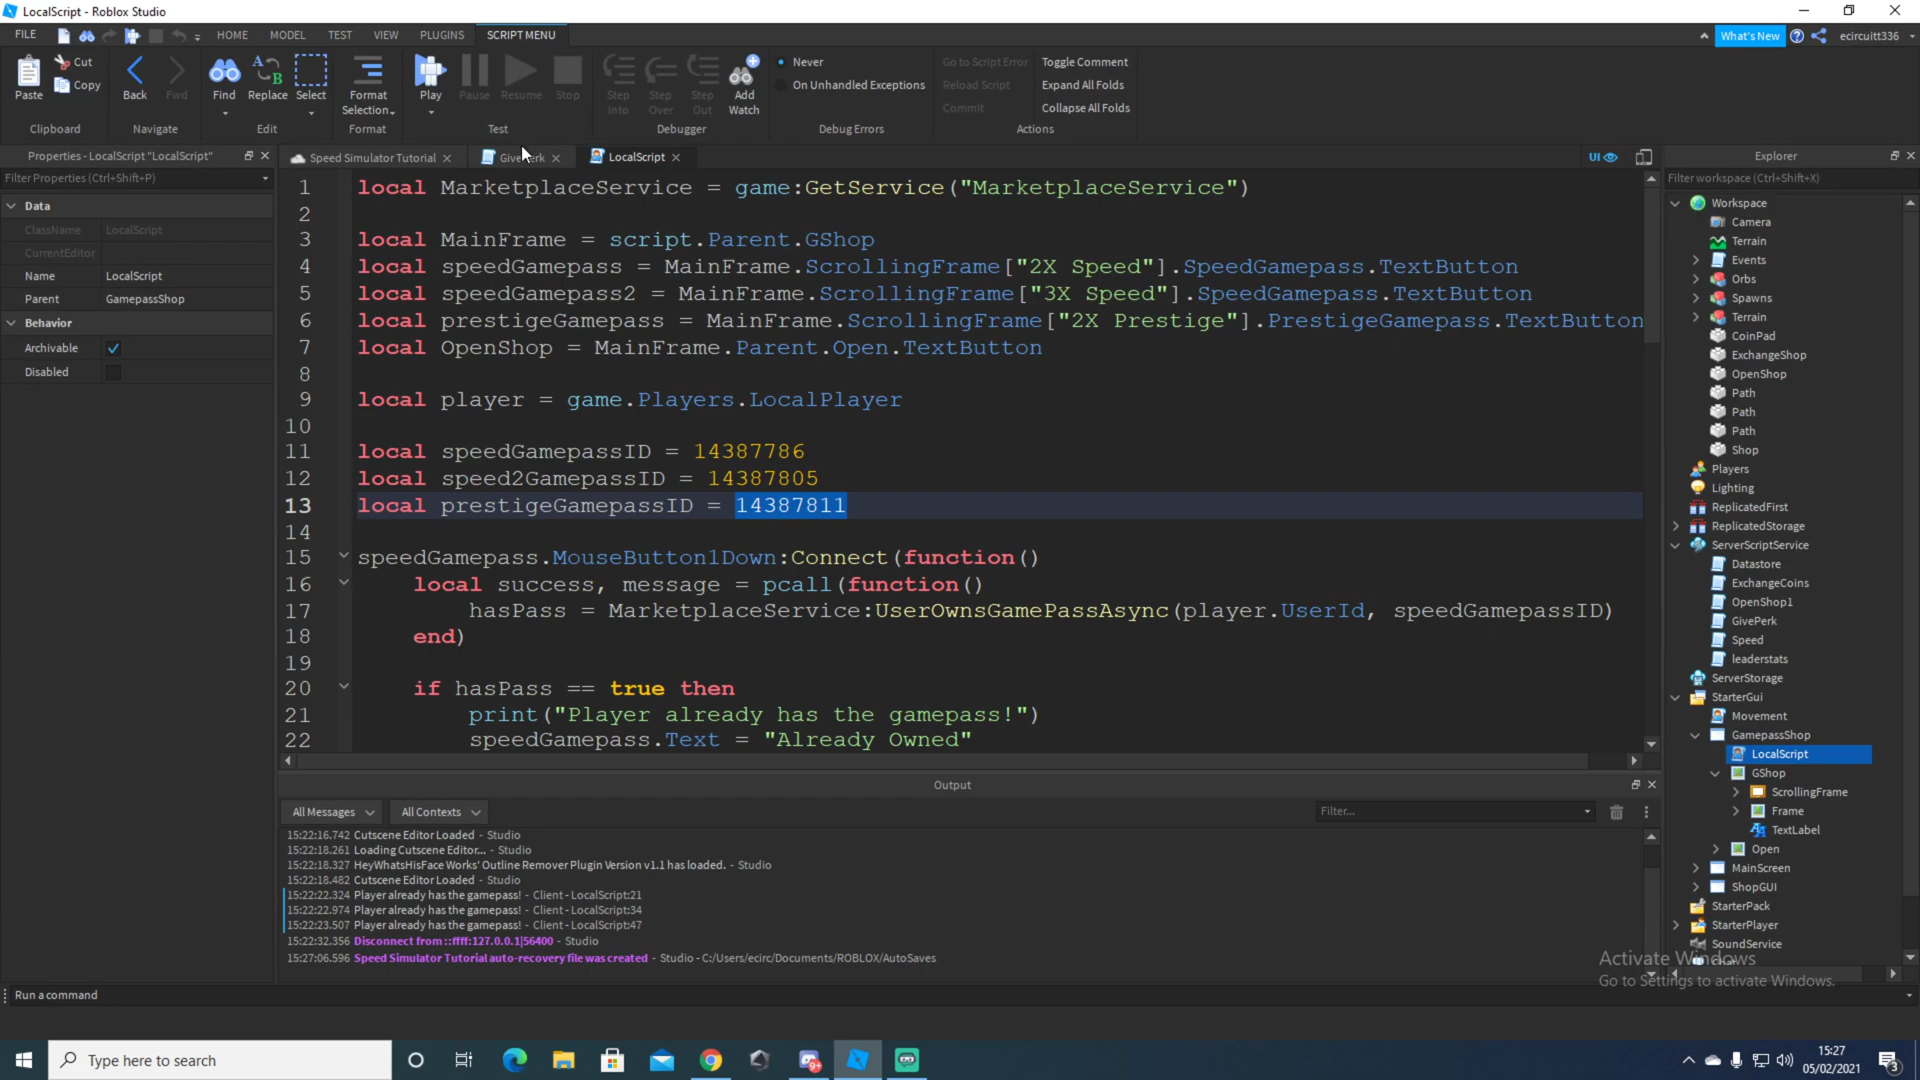 LocalScript - Roblox Studio
FILE HOME MODEL TEST VIEW PLUGINS SCRIPT MENU What's New ecircuitt336
Paste Cut Copy Back Fwd Find Replace Select Format Selection Play Pause Resume Stop Step Into Step Over Step Out Add Watch Never On Unhandled Exceptions Go to Script Error Reload Script Commit Toggle Comment Expand All Folds Collapse All Folds
Clipboard Navigate Edit Format Test Debugger Debug Errors Actions
Properties - LocalScript "LocalScript"
Filter Properties (Ctrl+Shift+P)
Data
ClassName LocalScript
CurrentEditor
Name LocalScript
Parent GamepassShop
Behavior
Archivable
Disabled
Speed Simulator Tutorial LocalScript UI
1 local MarketplaceService = game:GetService("MarketplaceService")
2
3 local MainFrame = script.Parent.GShop
4 local speedGamepass = MainFrame.ScrollingFrame["2X Speed"].SpeedGamepass.TextButton
5 local speedGamepass2 = MainFrame.ScrollingFrame["3X Speed"].SpeedGamepass.TextButton
6 local prestigeGamepass = MainFrame.ScrollingFrame["2X Prestige"].PrestigeGamepass.TextButton
7 local OpenShop = MainFrame.Parent.Open.TextButton
8
9 local player = game.Players.LocalPlayer
10
11 local speedGamepassID = 14387786
12 local speed2GamepassID = 14387805
13 local prestigeGamepassID = 14387811
14
15 speedGamepass.MouseButton1Down:Connect(function()
16 local success, message = pcall(function()
17 hasPass = MarketplaceService:UserOwnsGamePassAsync(player.UserId, speedGamepassID)
18 end)
19
20 if hasPass == true then
21 print("Player already has the gamepass!")
22 speedGamepass.Text = "Already Owned"
Output
All Messages All Contexts Filter...
15:22:16.742 Cutscene Editor Loaded - Studio
15:22:18.261 Loading Cutscene Editor... - Studio
15:22:18.327 HeyWhatsHisFace Works' Outline Remover Plugin Version v1.1 has loaded. - Studio
15:22:18.482 Cutscene Editor Loaded - Studio
15:22:22.324 Player already has the gamepass! - Client - LocalScript:21
15:22:22.974 Player already has the gamepass! - Client - LocalScript:34
15:22:23.507 Player already has the gamepass! - Client - LocalScript:47
15:22:32.356 Disconnect from ::ffff:127.0.0.1|56400 - Studio
15:27:06.596 Speed Simulator Tutorial auto-recovery file was created - Studio - C:/Users/ecirc/Documents/ROBLOX/AutoSaves
Explorer
Filter workspace (Ctrl+Shift+X)
Workspace
Camera
Terrain
Events
Orbs
Spawns
Terrain
CoinPad
ExchangeShop
OpenShop
Path
Path
Path
Shop
Players
Lighting
ReplicatedFirst
ReplicatedStorage
ServerScriptService
Datastore
ExchangeCoins
OpenShop1
GivePerk
Speed
leaderstats
ServerStorage
StarterGui
Movement
GamepassShop
LocalScript
GShop
ScrollingFrame
Frame
TextLabel
Open
MainScreen
ShopGUI
StarterPack
StarterPlayer
SoundService
Activate Windows
Go to Settings to activate Windows.
Run a command
Type here to search
15:27
05/02/2021
3